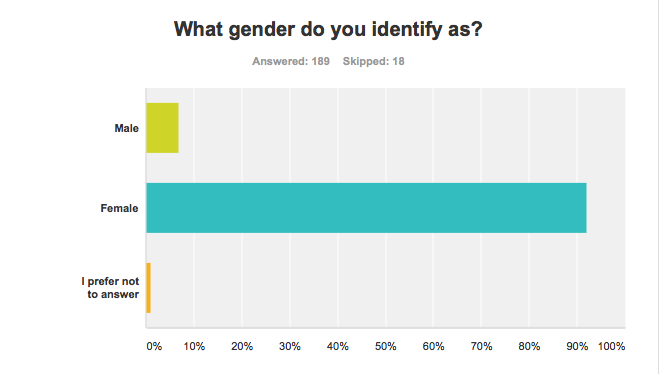 What gender do you identify as?
Answered: 189 Skipped: 18
Male
Female
I prefer not
to answer
0% 10% 20% 30% 40% 50% 60% 70% 80% 90% 100%